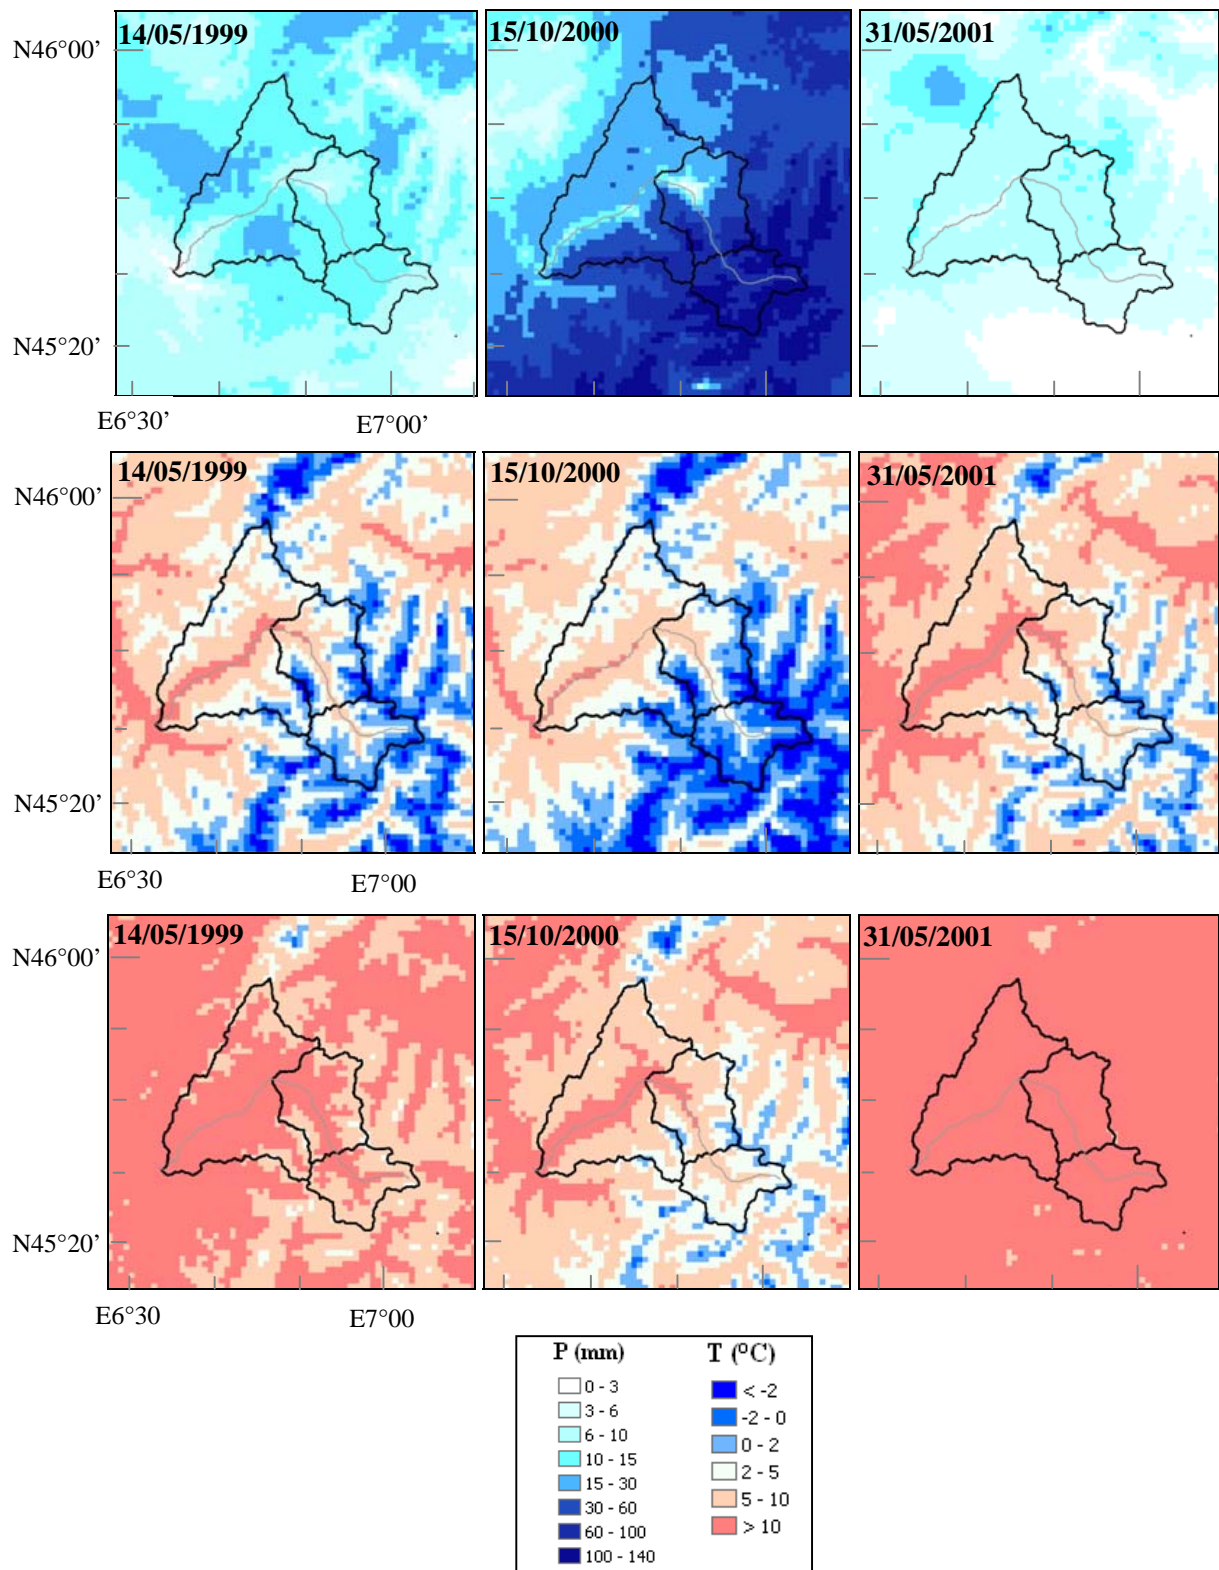 14/05/1999 15/10/2000 31/05/2001
N46°00’
N45°20’
E6°30’ E7°00’
14/05/1999 15/10/2000 31/05/2001
N46°00’
N45°20’
E6°30 E7°00
14/05/1999 15/10/2000 31/05/2001
N46°00’
N45°20’
E6°30 E7°00
P (mm) T (°C)
0 - 3 < -2
3 - 6 -2 - 0
6 - 10 0 - 2
10 - 15 2 - 5
15 - 30 5 - 10
30 - 60 > 10
60 - 100
100 - 140